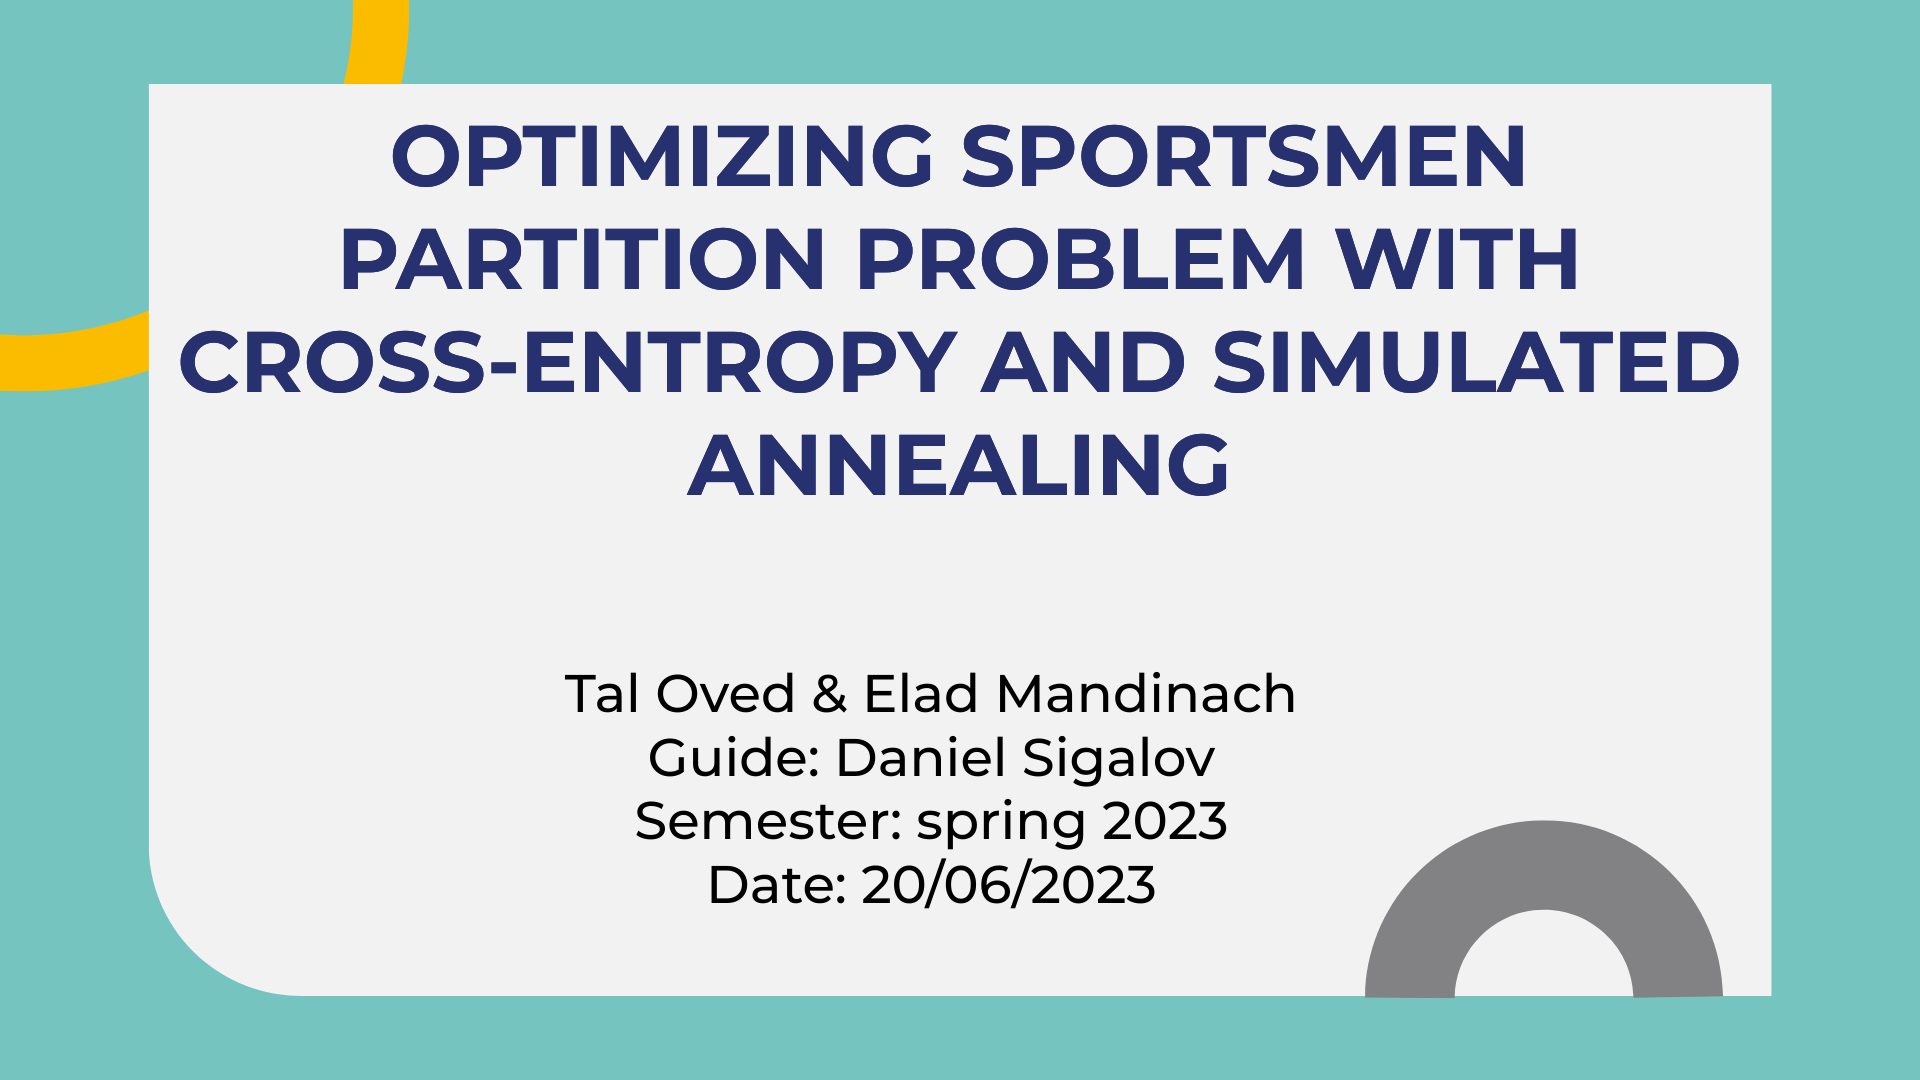 OPTIMIZING SPORTSMEN
PARTITION PROBLEM WITH
CROSS-ENTROPY AND SIMULATED
ANNEALING
Tal Oved & Elad Mandinach
Guide: Daniel Sigalov
Semester: spring 2023
Date: 20/06/2023